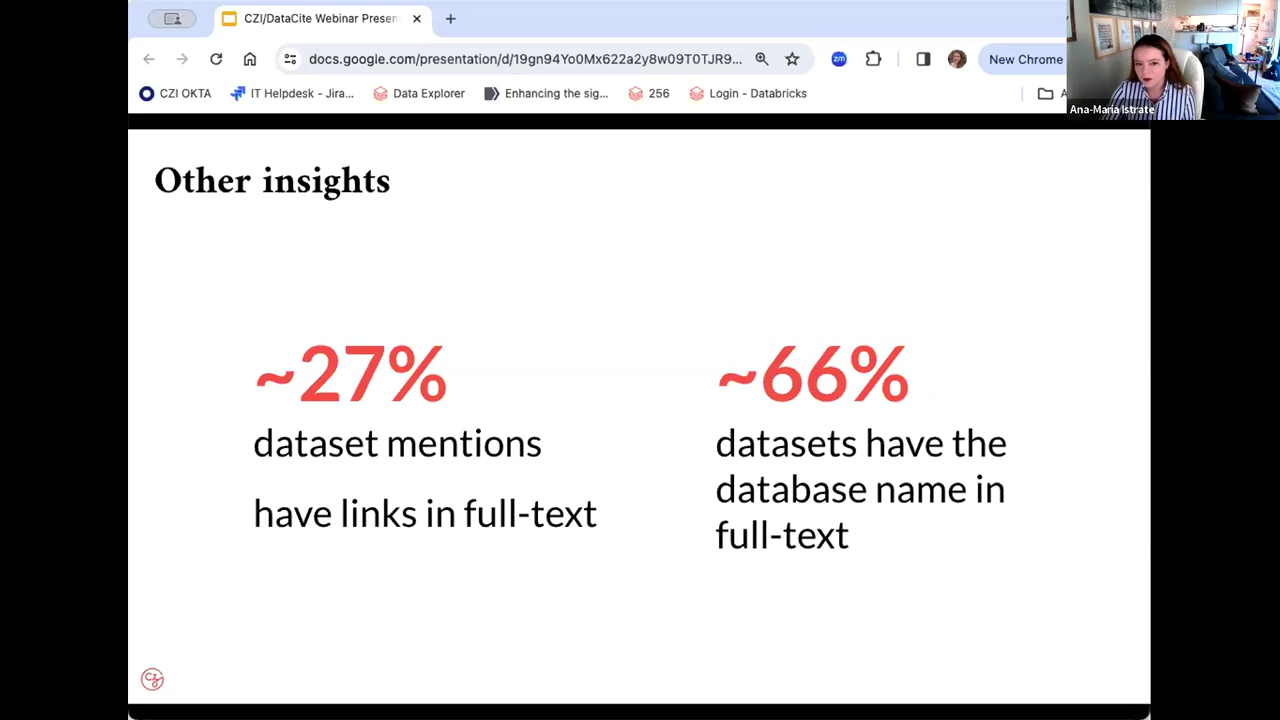 CZI/DataCite Webinar Presen
docs.google.com/presentation/d/19gn94Yo0Mx622a2y8w09T0TJR9...
New Chrome
CZI OKTA
IT Helpdesk - Jira...
Data Explorer
Enhancing the sig...
256
Login - Databricks
Ana-Maria Istrate
Other insights
~27%
dataset mentions
have links in full-text
~66%
datasets have the
database name in
full-text